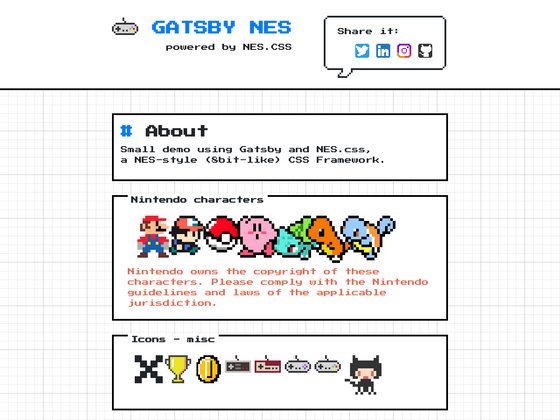 GATSBY NES
powered by NES.CSS
Share it:
# About
Small demo using Gatsby and NES.css,
a NES-style (8bit-like) CSS Framework.
Nintendo characters
Nintendo owns the copyright of these
characters. Please comply with the Nintendo
guidelines and laws of the applicable
jurisdiction.
Icons - misc